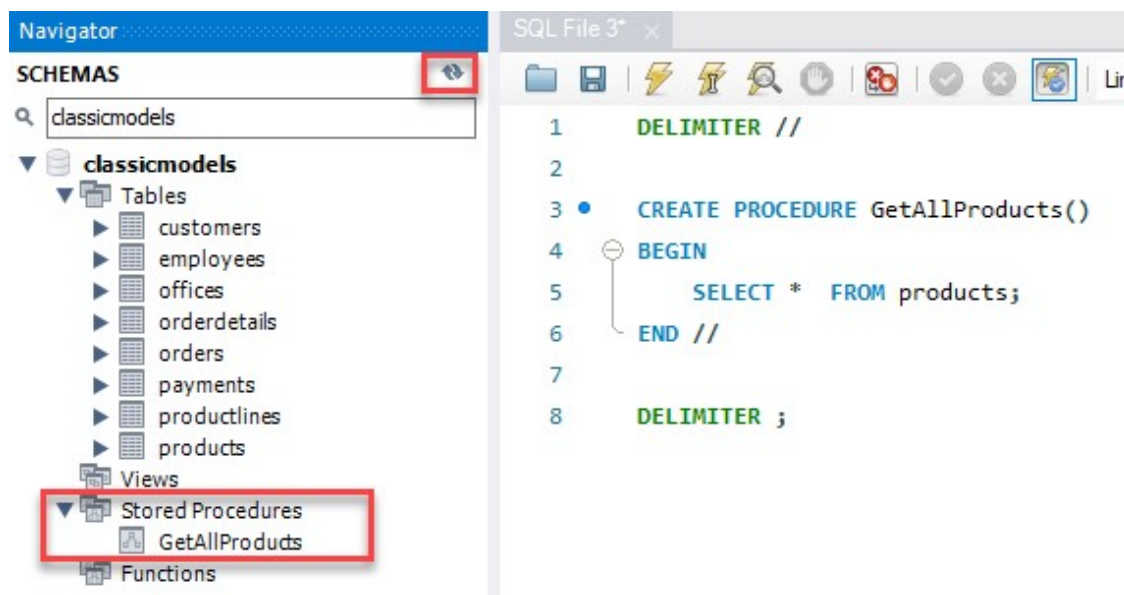 Navigator
SCHEMAS
classicmodels
classicmodels
Tables
customers
employees
offices
orderdetails
orders
payments
productlines
products
Views
Stored Procedures
GetAllProducts
Functions
SQL File 3*
1 DELIMITER //
2
3 CREATE PROCEDURE GetAllProducts()
4 BEGIN
5 SELECT * FROM products;
6 END //
7
8 DELIMITER ;